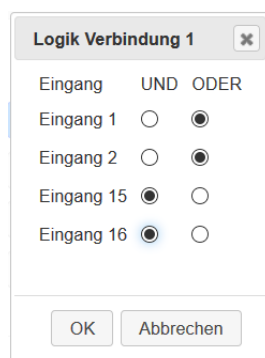 Logik Verbindung 1
Eingang UND ODER
Eingang 1
Eingang 2
Eingang 15
Eingang 16
OK Abbrechen